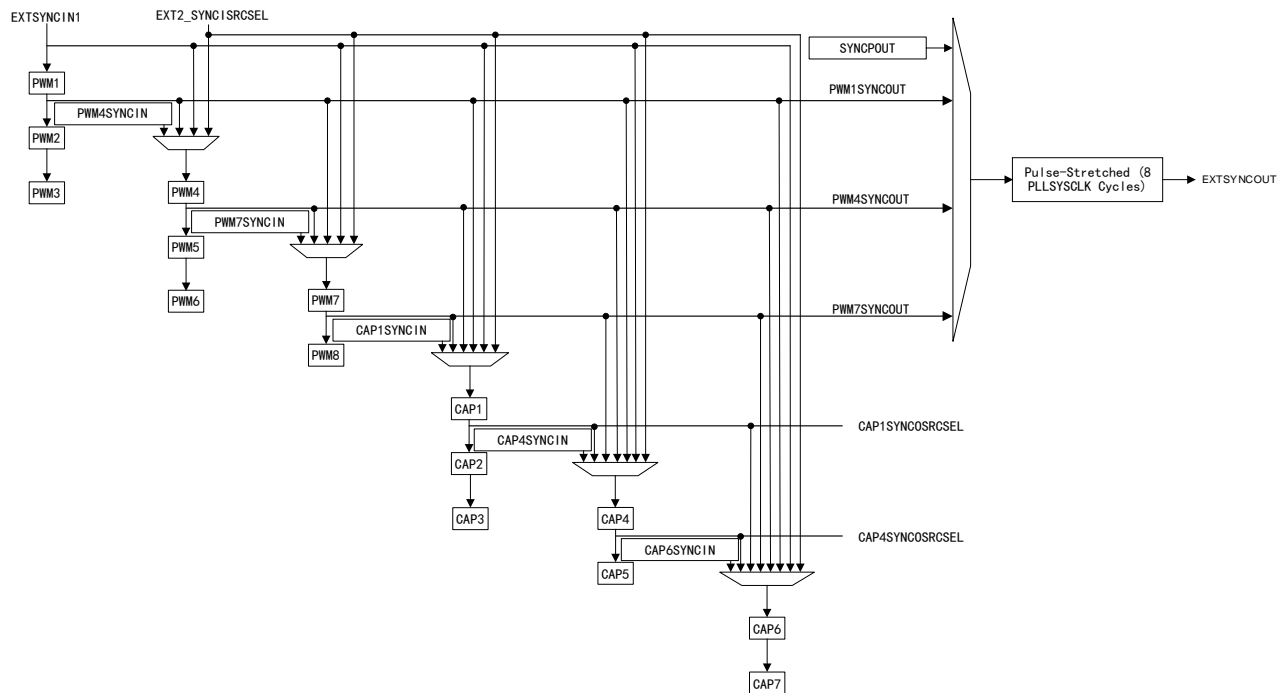 EXTSYNCIN1
EXT2_SYNCISRCSEL
SYNCPOUT
PWM1
PWM1SYNCOUT
PWM4SYNCIN
PWM2
Pulse-Stretched (8
PLLSYSCLK Cycles)
EXTSYNCOUT
PWM3
PWM4
PWM4SYNCOUT
PWM7SYNCIN
PWM5
PWM6
PWM7
PWM7SYNCOUT
CAP1SYNCIN
PWM8
CAP1
CAP1SYNCOSRCSEL
CAP4SYNCIN
CAP2
CAP3
CAP4
CAP4SYNCOSRCSEL
CAP6SYNCIN
CAP5
CAP6
CAP7